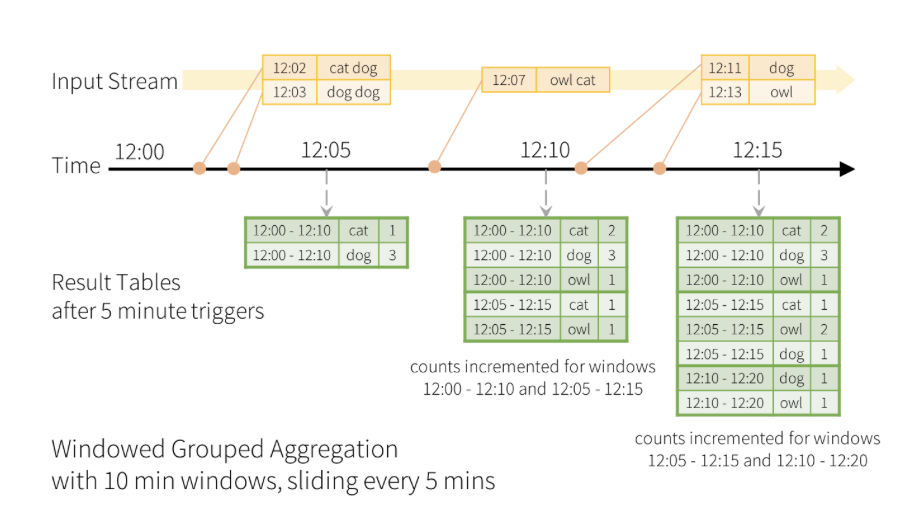 Input Stream
12:02 cat dog
12:03 dog dog
12:07 owl cat
12:11 dog
12:13 owl
Time
12:00
12:05
12:10
12:15
12:00 - 12:10 cat 1
12:00 - 12:10 dog 3
12:00 - 12:10 cat 2
12:00 - 12:10 dog 3
12:00 - 12:10 owl 1
12:05 - 12:15 cat 1
12:05 - 12:15 owl 1
12:00 - 12:10 cat 2
12:00 - 12:10 dog 3
12:00 - 12:10 owl 1
12:05 - 12:15 cat 1
12:05 - 12:15 owl 2
12:05 - 12:15 dog 1
12:10 - 12:20 dog 1
12:10 - 12:20 owl 1
Result Tables
after 5 minute triggers
counts incremented for windows
12:00 - 12:10 and 12:05 - 12:15
counts incremented for windows
12:05 - 12:15 and 12:10 - 12:20
Windowed Grouped Aggregation
with 10 min windows, sliding every 5 mins